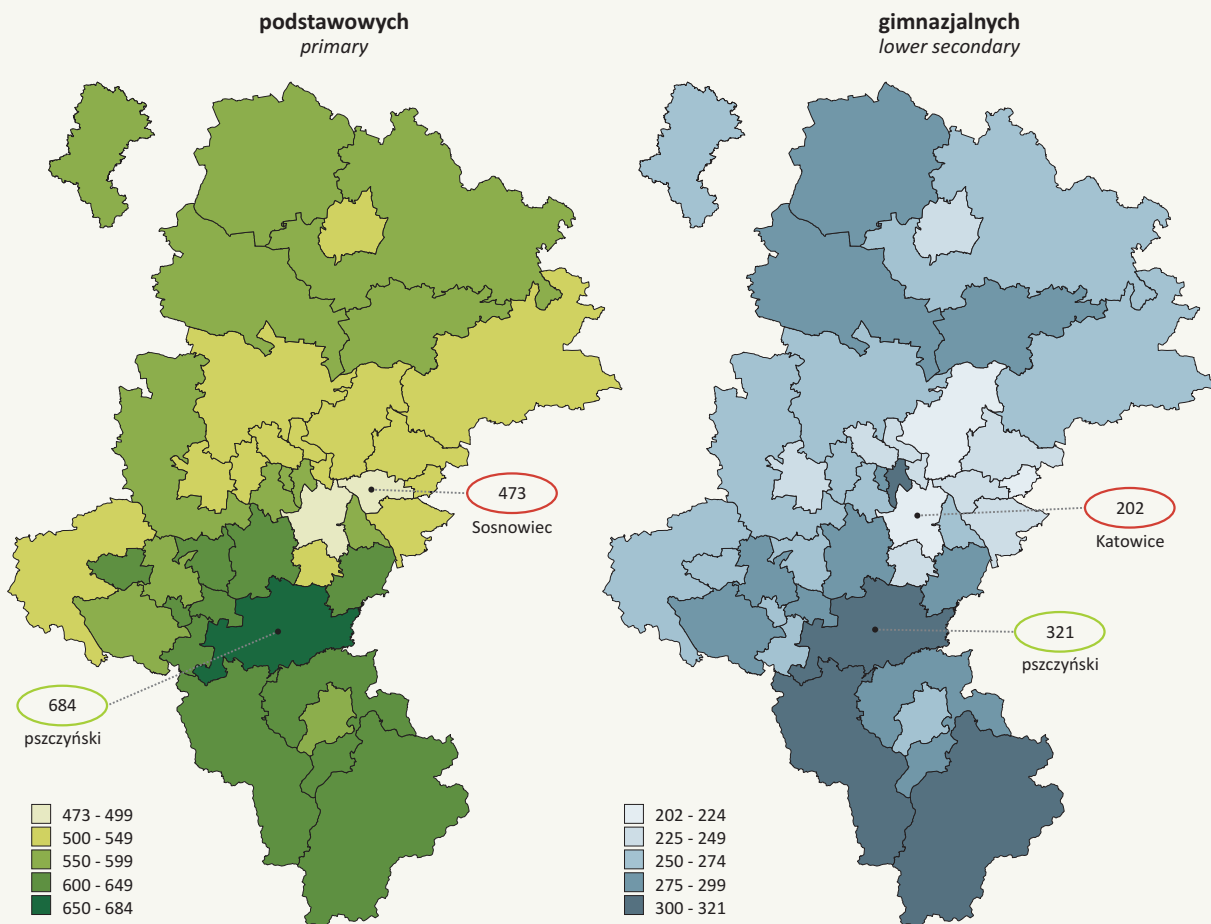 podstawowych
primary
473
Sosnowiec
684
pszczyński
473 - 499
500 - 549
550 - 599
600 - 649
650 - 684
gimnazjalnych
lower secondary
202
Katowice
321
pszczyński
202 - 224
225 - 249
250 - 274
275 - 299
300 - 321